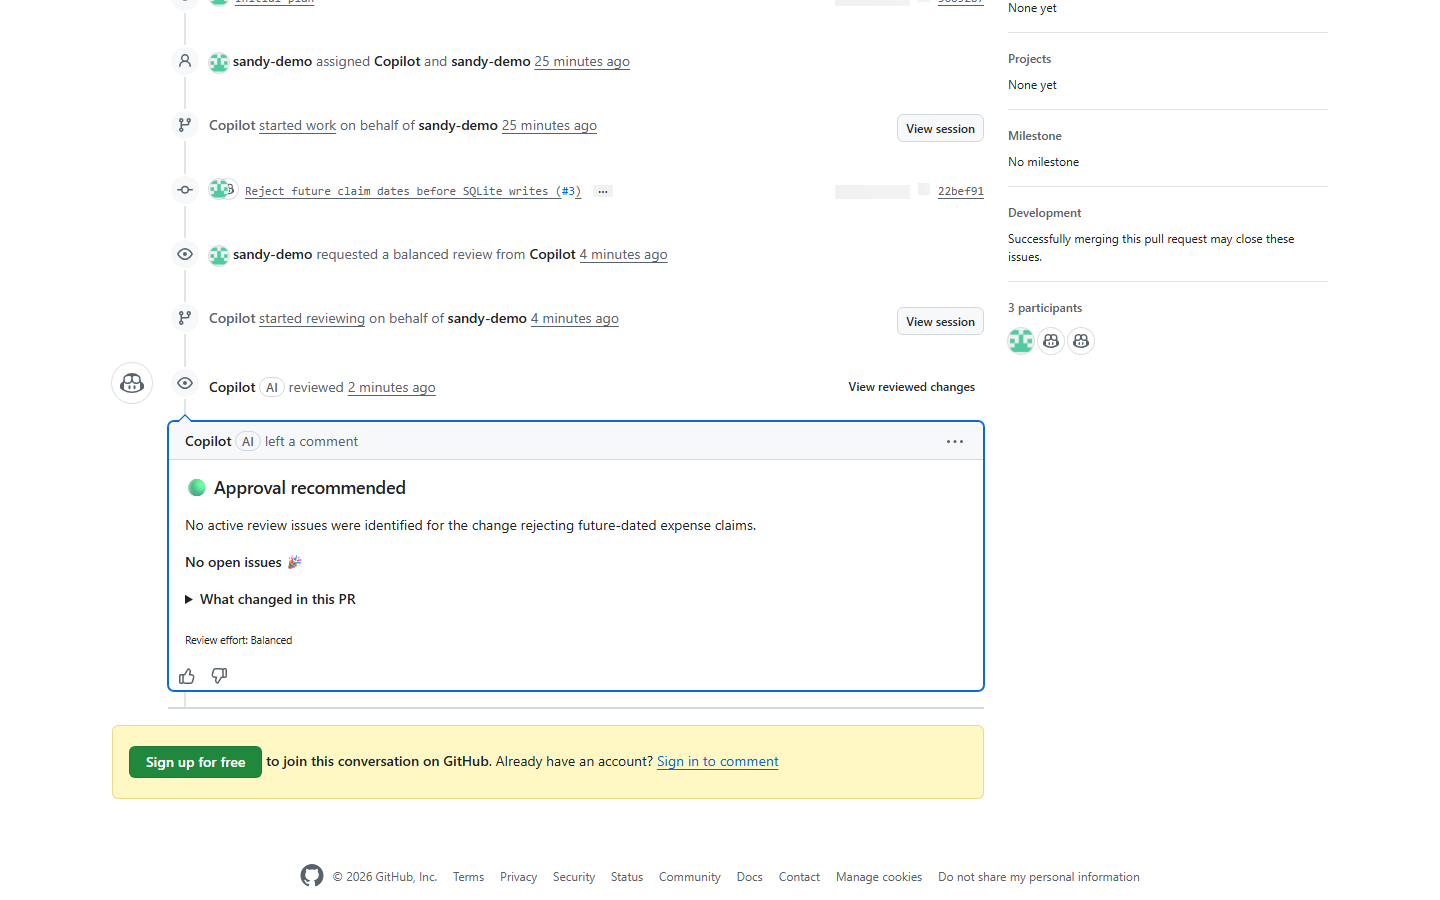 None yet
sandy-demo assigned Copilot and sandy-demo 25 minutes ago
Projects
None yet
Copilot started work on behalf of sandy-demo 25 minutes ago
View session
Milestone
No milestone
Reject future claim dates before SQLite writes (#3) ...
22bef91
Development
Successfully merging this pull request may close these
issues.
sandy-demo requested a balanced review from Copilot 4 minutes ago
Copilot started reviewing on behalf of sandy-demo 4 minutes ago
View session
3 participants
Copilot AI reviewed 2 minutes ago
View reviewed changes
Copilot AI left a comment
Approval recommended
No active review issues were identified for the change rejecting future-dated expense claims.
No open issues 🎉
What changed in this PR
Review effort: Balanced
Sign up for free to join this conversation on GitHub. Already have an account? Sign in to comment
© 2026 GitHub, Inc. Terms Privacy Security Status Community Docs Contact Manage cookies Do not share my personal information